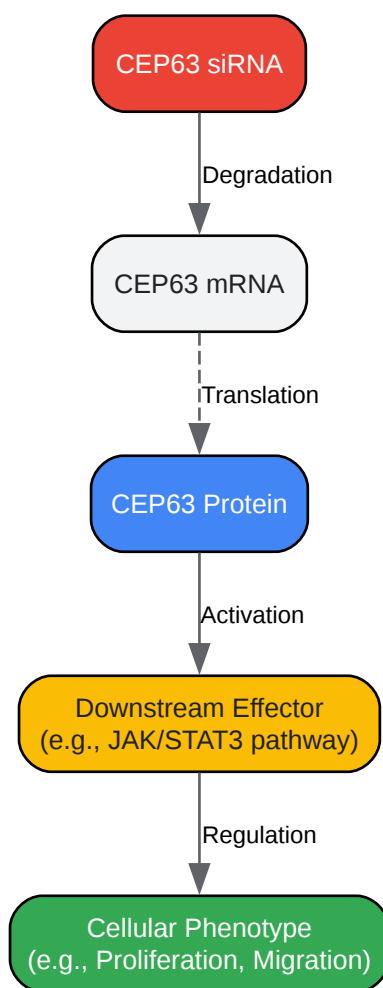 CEP63 siRNA
Degradation
CEP63 mRNA
Translation
CEP63 Protein
Activation
Downstream Effector
(e.g., JAK/STAT3 pathway)
Regulation
Cellular Phenotype
(e.g., Proliferation, Migration)